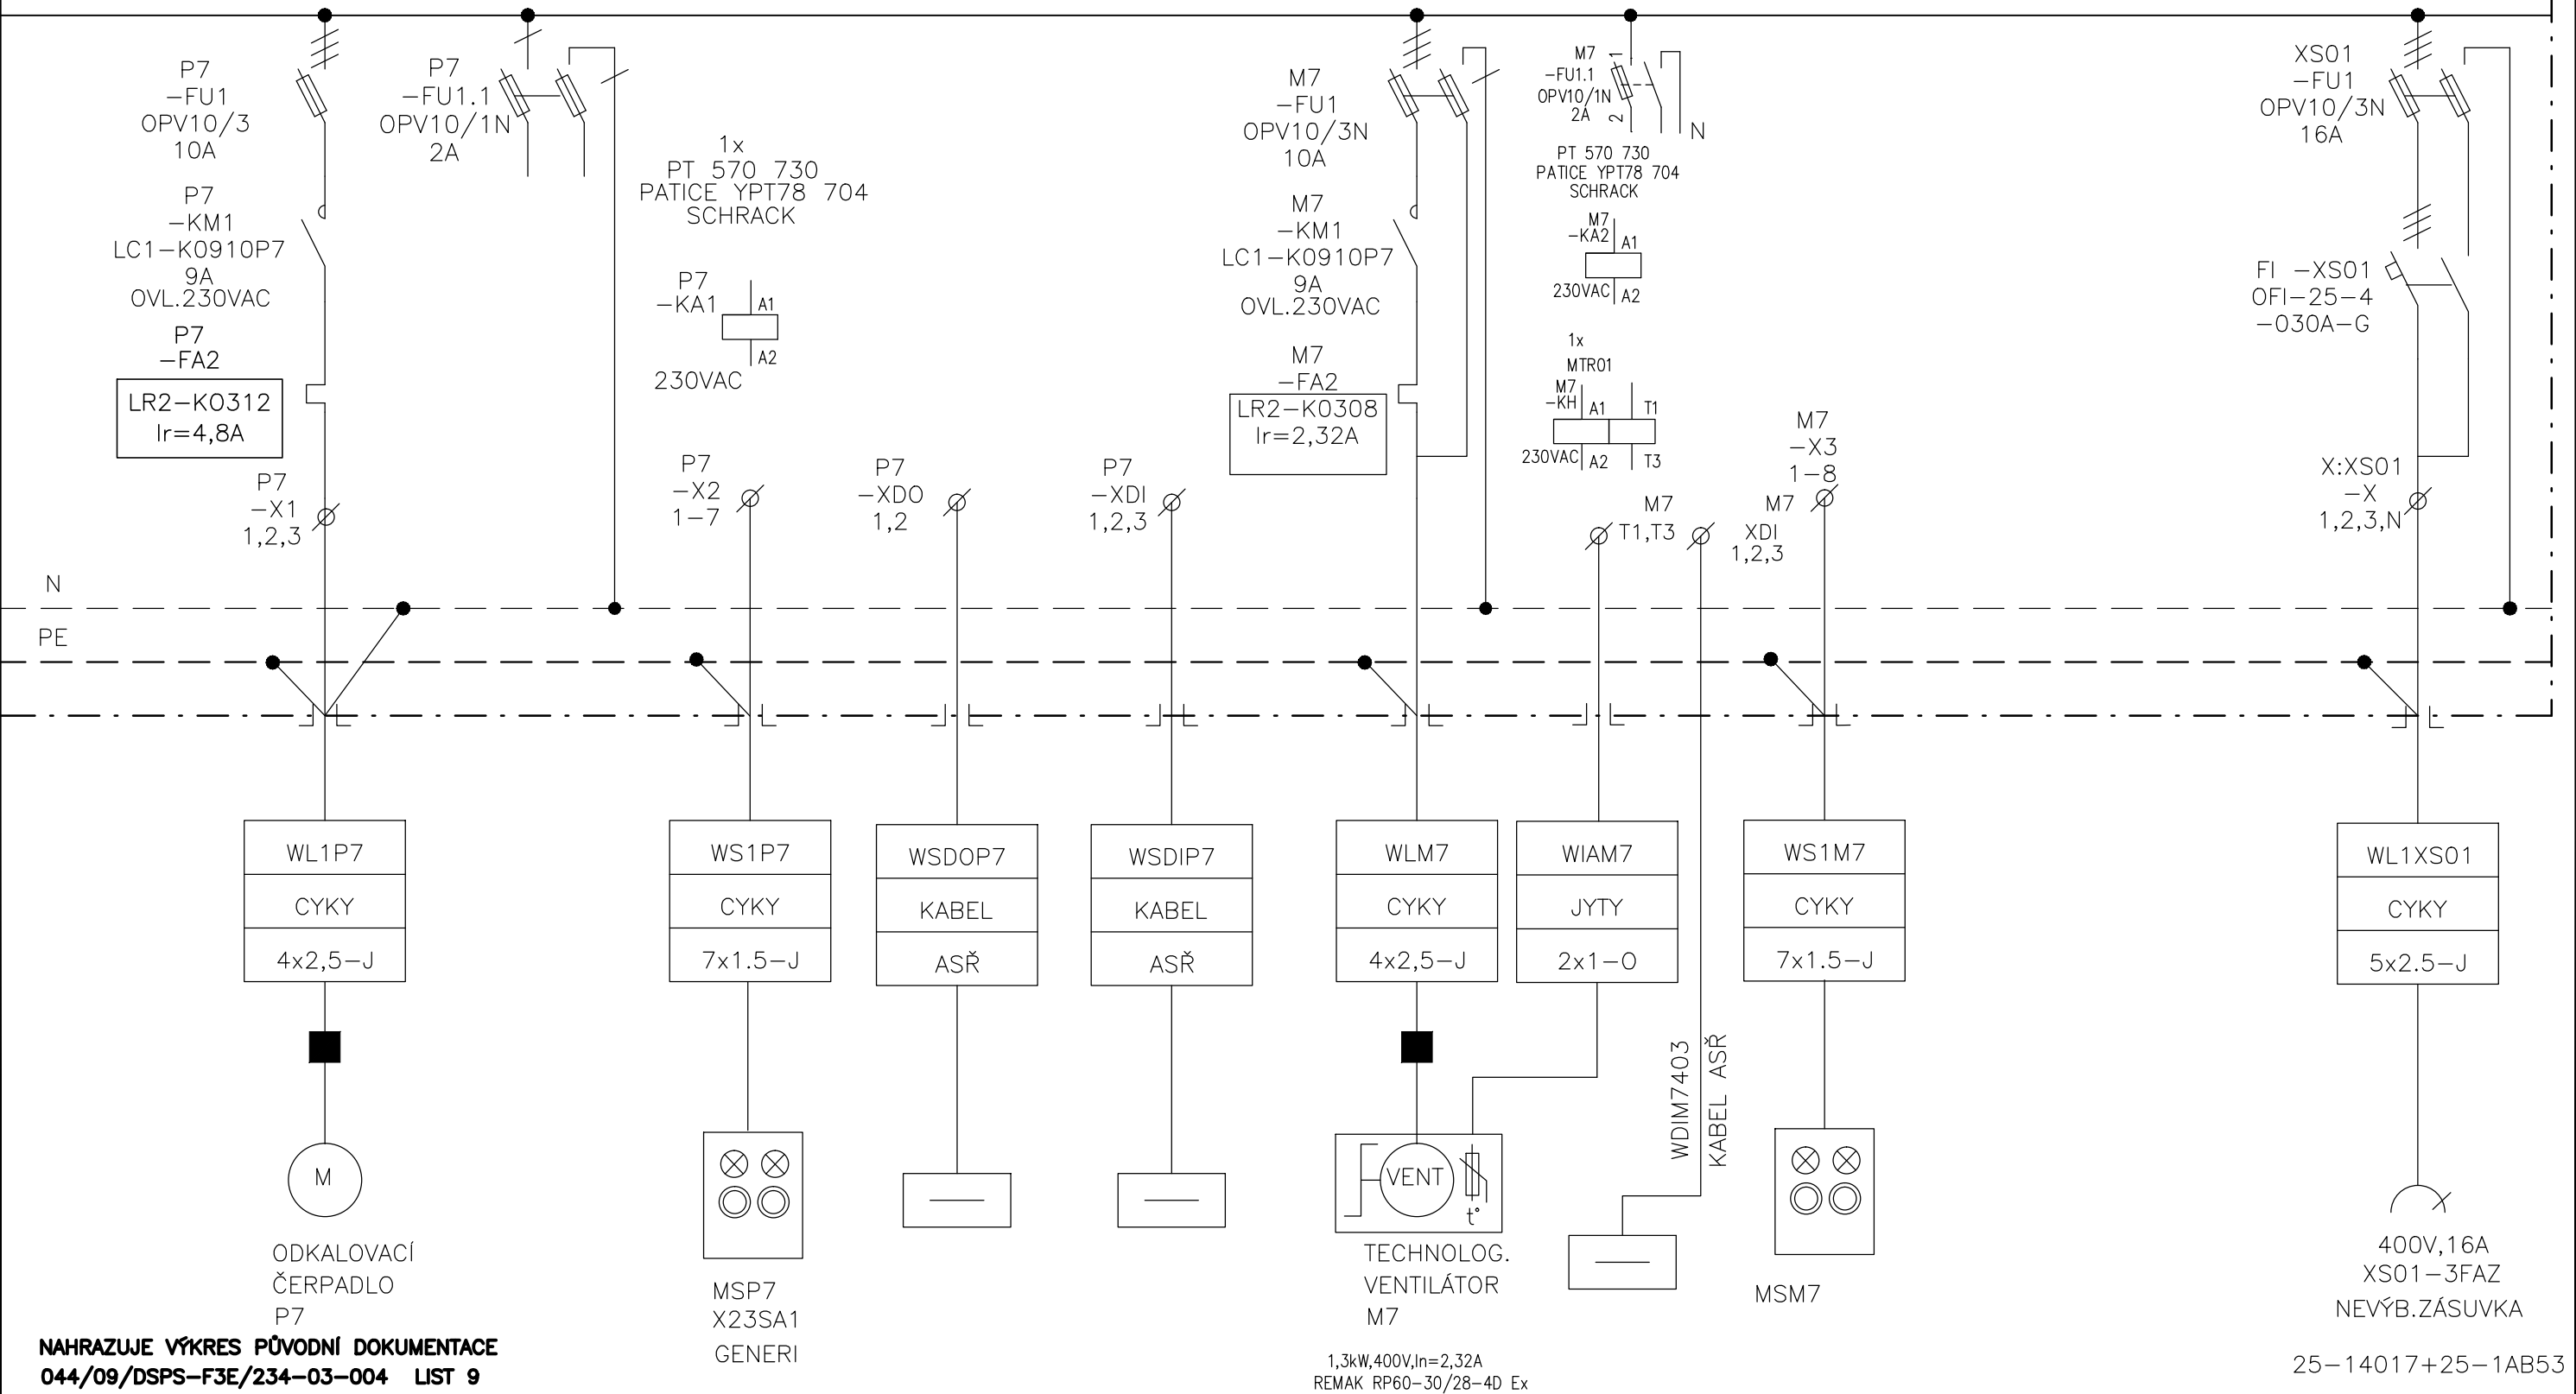 P7
-FU1
OPV10/3
10A
P7
-KM1
LC1-K0910P7
9A
OVL.230VAC
P7
-FA2
LR2-K0312
Ir=4,8A
P7
-X1
1,2,3
P7
-FU1.1
OPV10/1N
2A
1x
PT 570 730
PATICE YPT78 704
SCHRACK
P7
-KA1
A1
A2
230VAC
P7
-X2
1-7
P7
-XDO
1,2
P7
-XDI
1,2,3
M7
-FU1
OPV10/3N
10A
M7
-KM1
LC1-K0910P7
9A
OVL.230VAC
M7
-FA2
LR2-K0308
Ir=2,32A
M7
-FU1.1
OPV10/1N
2A
1
2
N
PT 570 730
PATICE YPT78 704
SCHRACK
M7
-KA2
A1
230VAC
A2
1x
MTR01
M7
-KH
A1
T1
230VAC
A2
T3
M7
T1,T3
M7
XDI
1,2,3
M7
-X3
1-8
XS01
-FU1
OPV10/3N
16A
FI -XS01
OFI-25-4
-030A-G
X:XS01
-X
1,2,3,N
N
PE
WL1P7
CYKY
4x2,5-J
WS1P7
CYKY
7x1.5-J
WSDOP7
KABEL
ASŘ
WSDIP7
KABEL
ASŘ
WLM7
CYKY
4x2,5-J
WIAM7
JYTY
2x1-O
WDIM7403
KABEL ASŘ
WS1M7
CYKY
7x1.5-J
WL1XS01
CYKY
5x2.5-J
M
ODKALOVACÍ
ČERPADLO
P7
MSP7
X23SA1
GENERI
VENT
t°
TECHNOLOG.
VENTILÁTOR
M7
1,3kW,400V,In=2,32A
REMAK RP60-30/28-4D Ex
MSM7
400V,16A
XS01-3FAZ
NEVÝB.ZÁSUVKA
25-14017+25-1AB53
NAHRAZUJE VÝKRES PŮVODNÍ DOKUMENTACE
044/09/DSPS-F3E/234-03-004 LIST 9